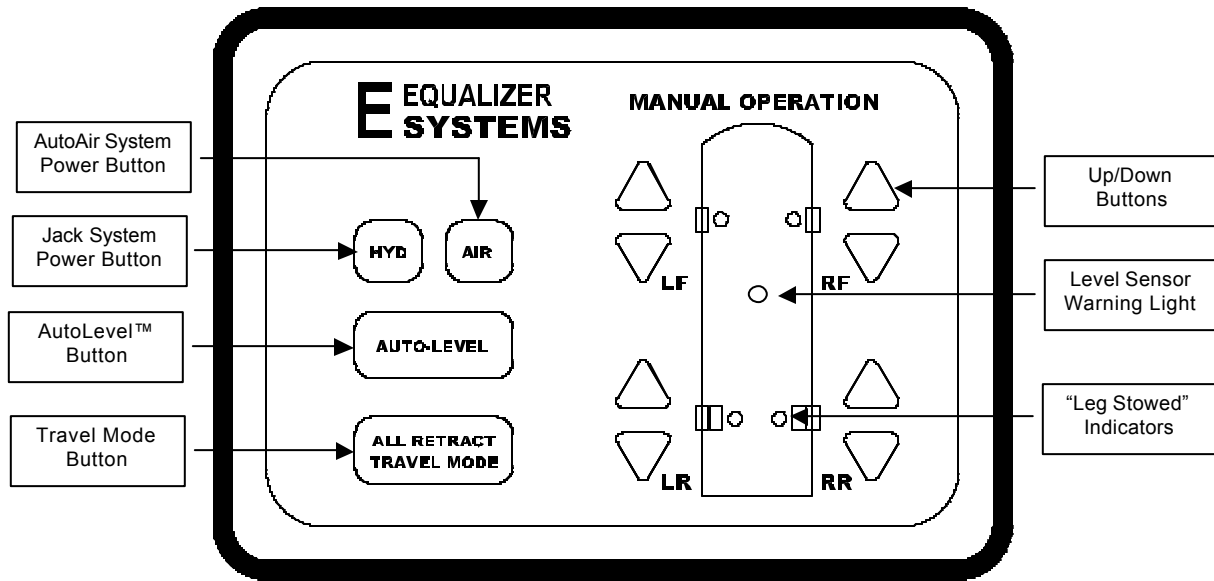 E EQUALIZER
SYSTEMS
MANUAL OPERATION
AutoAir System
Power Button
Jack System
Power Button
AutoLevel™
Button
Travel Mode
Button
HYD
AIR
AUTO-LEVEL
ALL RETRACT
TRAVEL MODE
LF
RF
LR
RR
Up/Down
Buttons
Level Sensor
Warning Light
“Leg Stowed”
Indicators